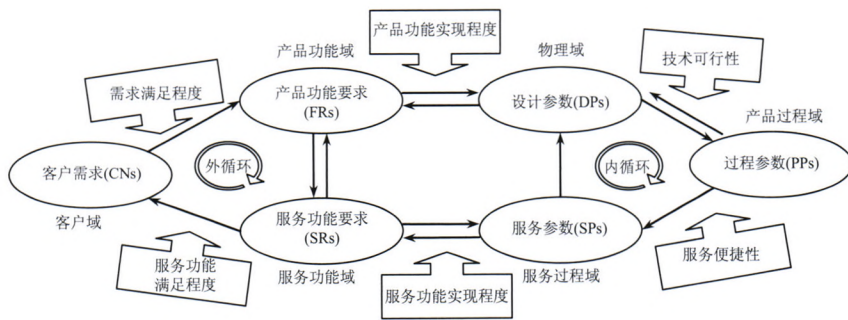 产品功能实现程度
产品功能域
物理域
技术可行性
需求满足程度
产品功能要求
(FRs)
设计参数(DPs)
产品过程域
外循环
内循环
客户需求(CNs)
过程参数(PPs)
客户域
服务功能要求
(SRs)
服务参数(SPs)
服务功能
满足程度
服务功能域
服务功能实现程度
服务过程域
服务便捷性